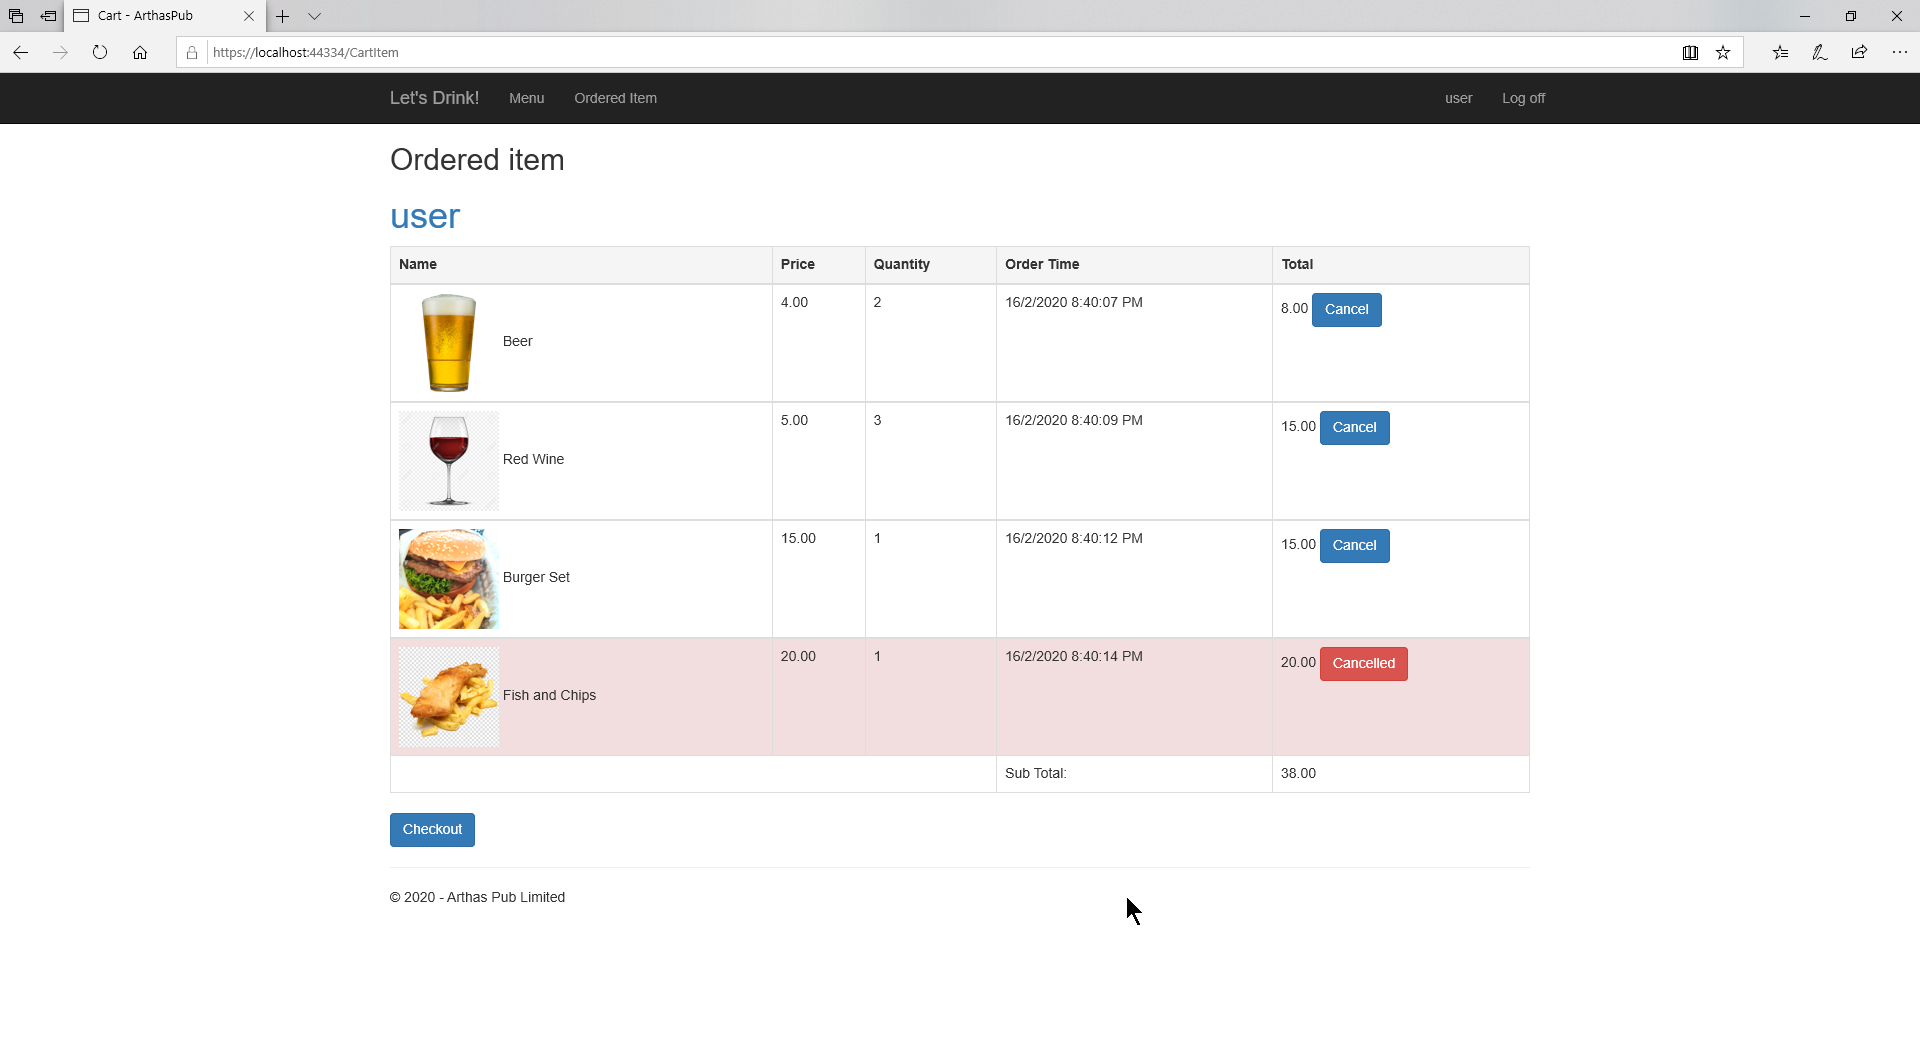 Cart - ArthasPub
https://localhost:44334/CartItem
Let's Drink! Menu Ordered Item user Log off
Ordered item
user
Name Price Quantity Order Time Total
Beer 4.00 2 16/2/2020 8:40:07 PM 8.00 Cancel
Red Wine 5.00 3 16/2/2020 8:40:09 PM 15.00 Cancel
Burger Set 15.00 1 16/2/2020 8:40:12 PM 15.00 Cancel
Fish and Chips 20.00 1 16/2/2020 8:40:14 PM 20.00 Cancelled
Sub Total: 38.00
Checkout
© 2020 - Arthas Pub Limited